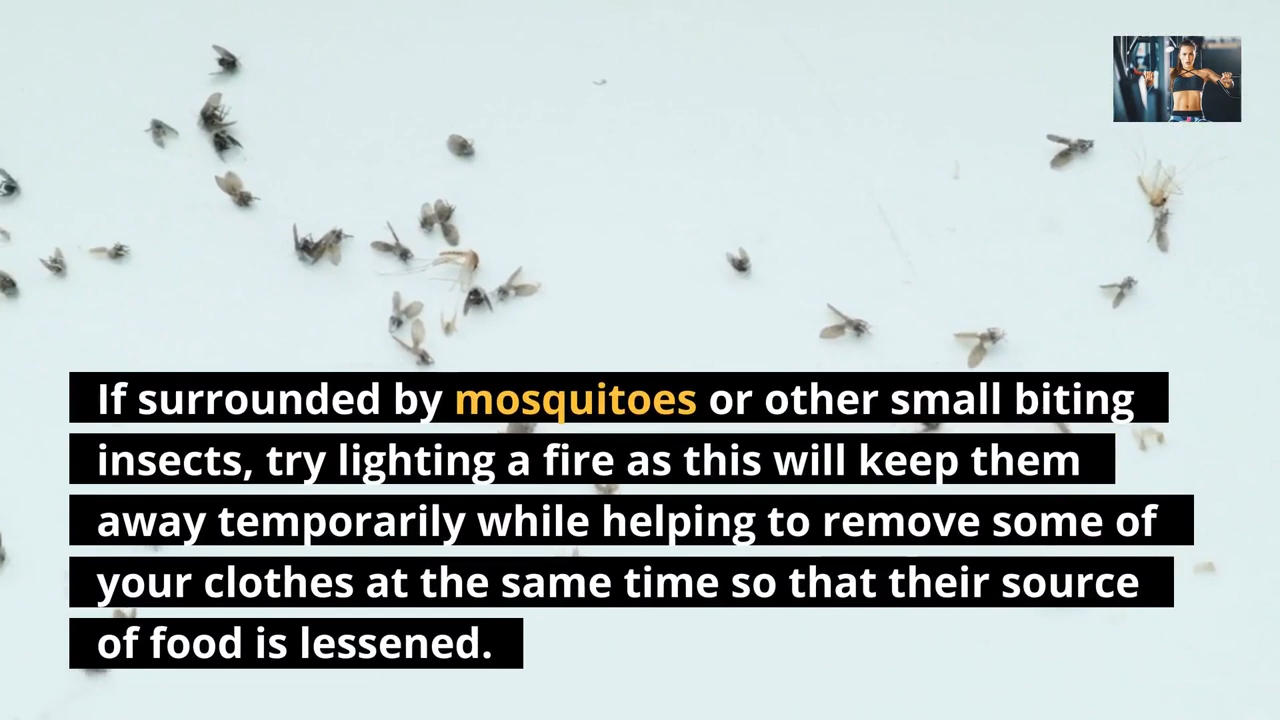 If surrounded by mosquitoes or other small biting
insects, try lighting a fire as this will keep them
away temporarily while helping to remove some of
your clothes at the same time so that their source
of food is lessened.